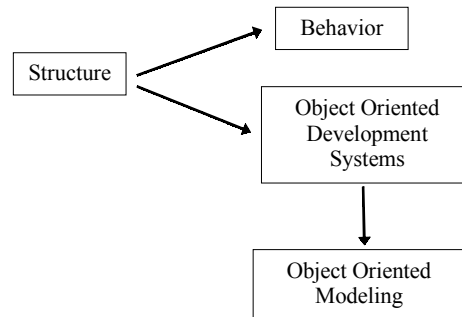 Behavior
Structure
Object Oriented
Development
Systems
Object Oriented
Modeling